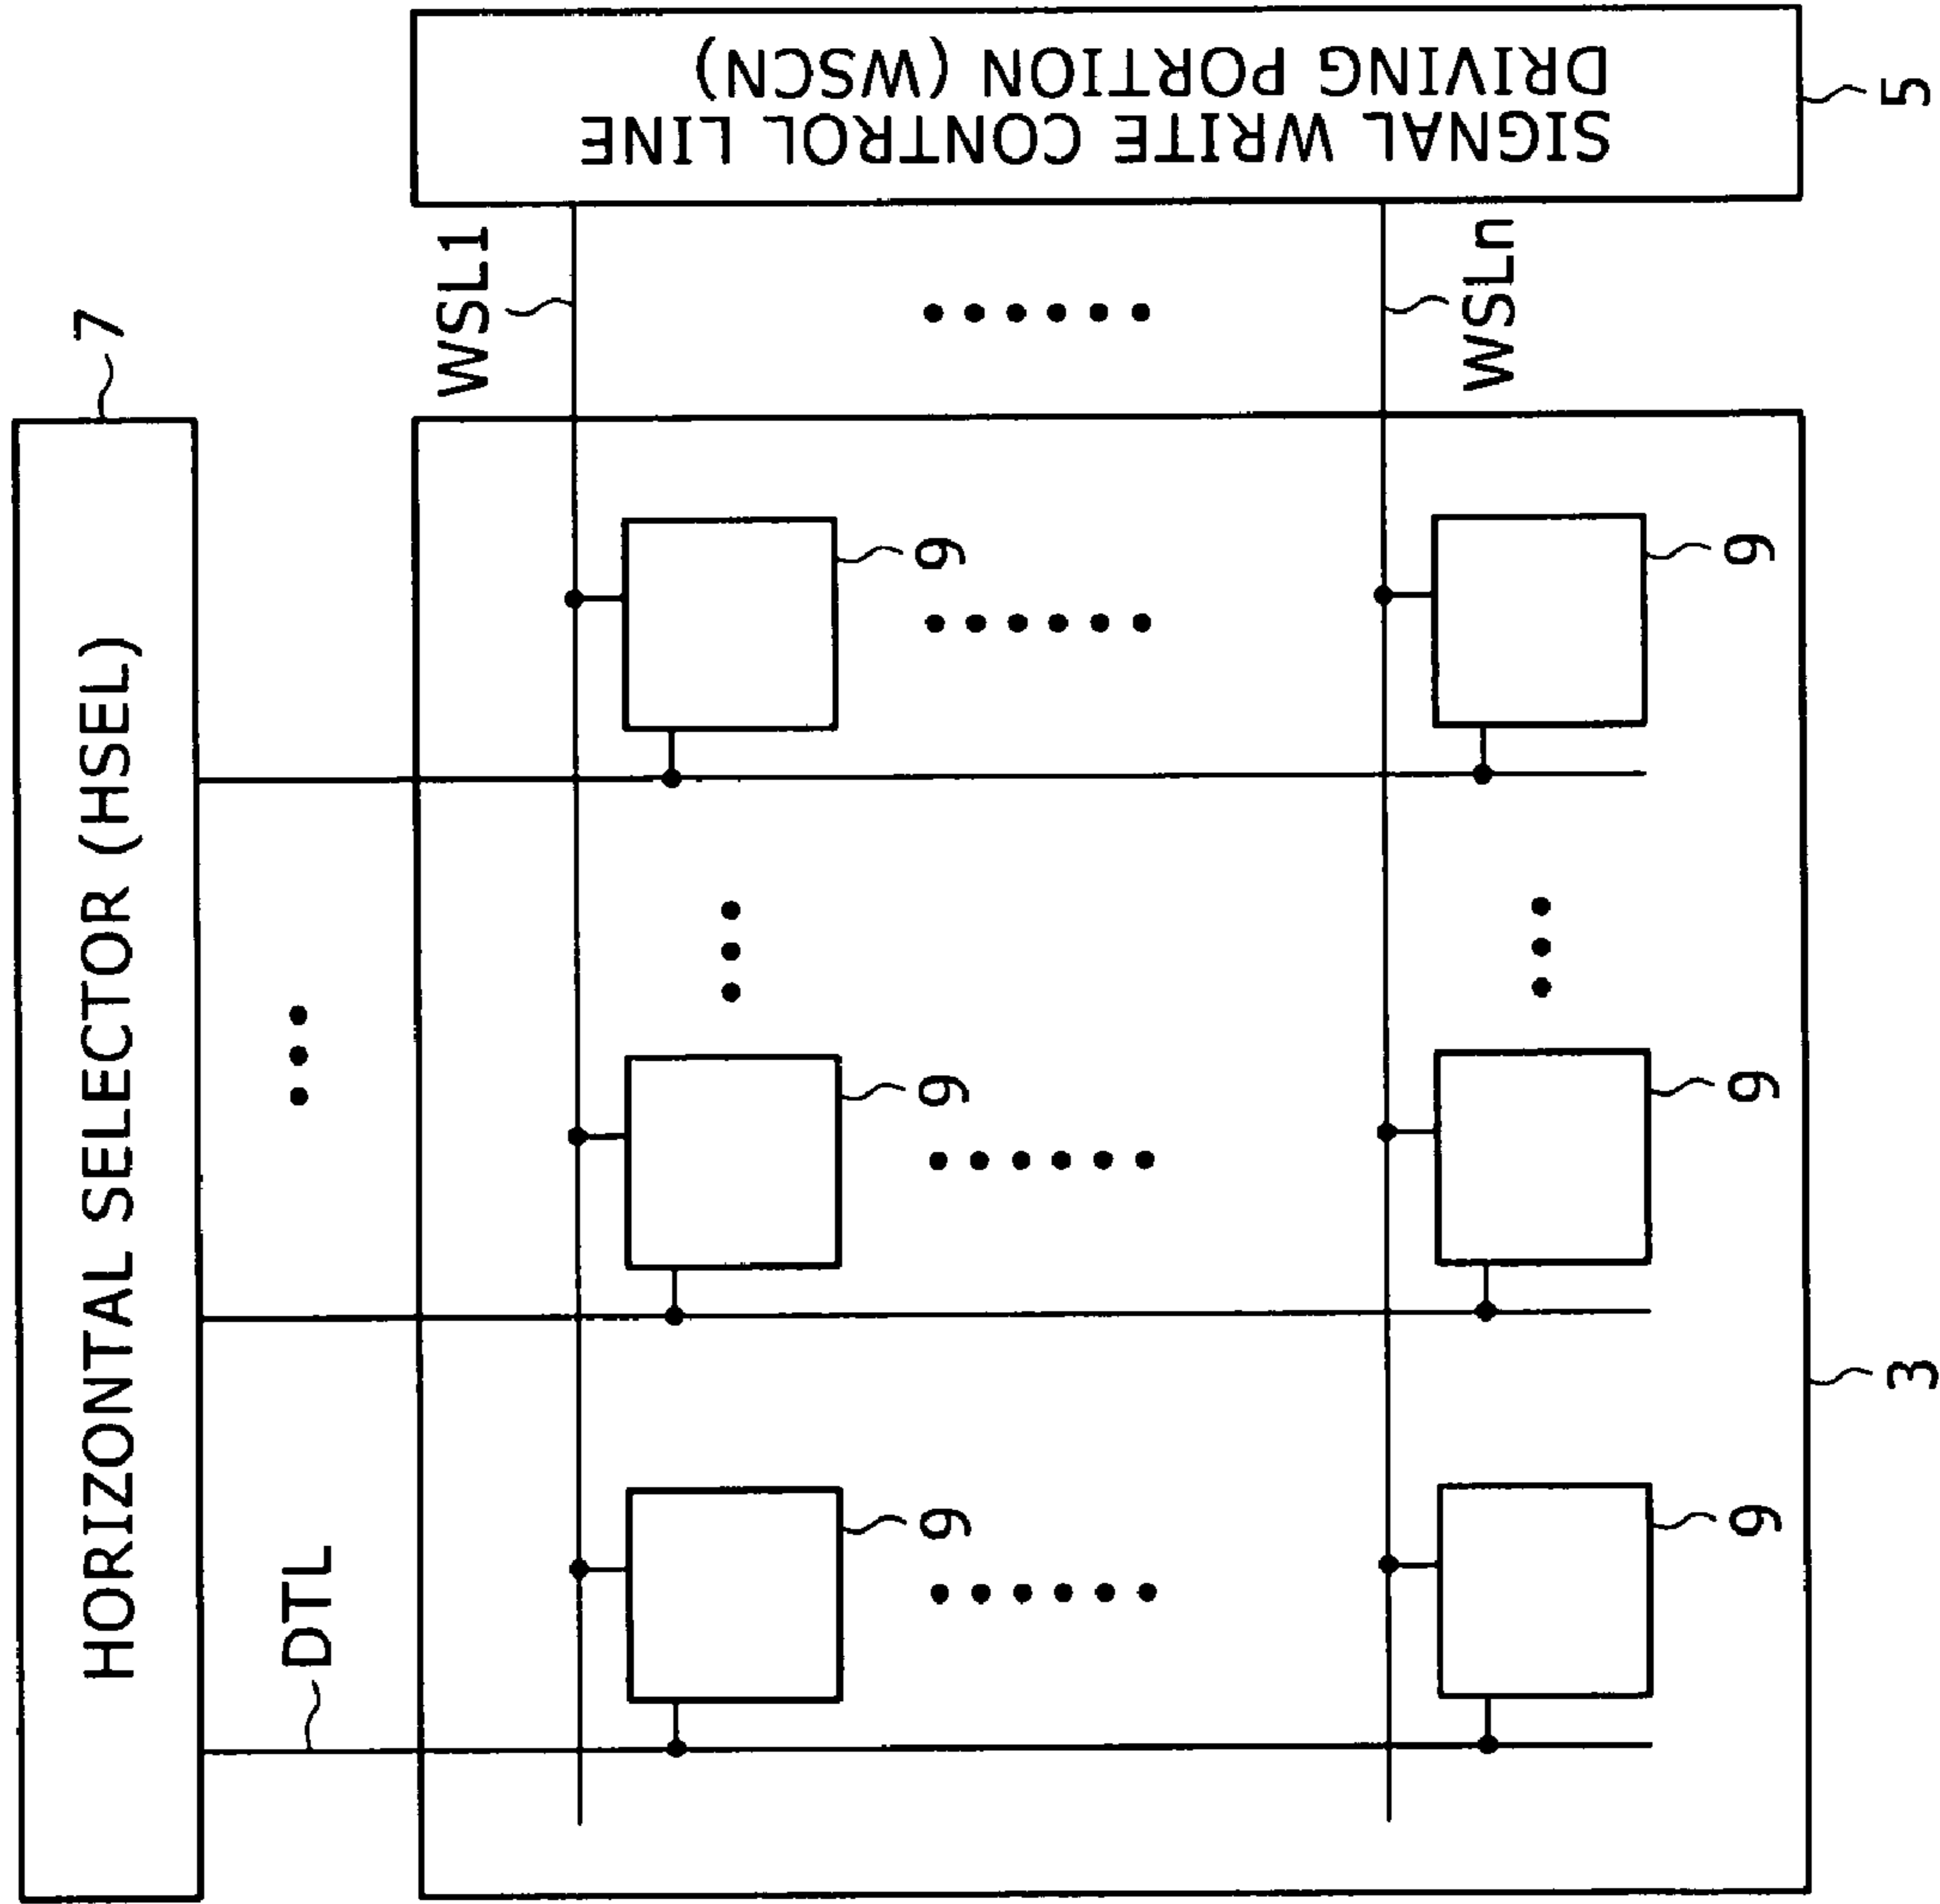 HORIZONTAL SELECTOR (HSEL)
7
DTL
WSL1
WSLn
SIGNAL WRITE CONTROL LINE
DRIVING PORTION (WSCN)
5
9
9
9
9
9
9
3